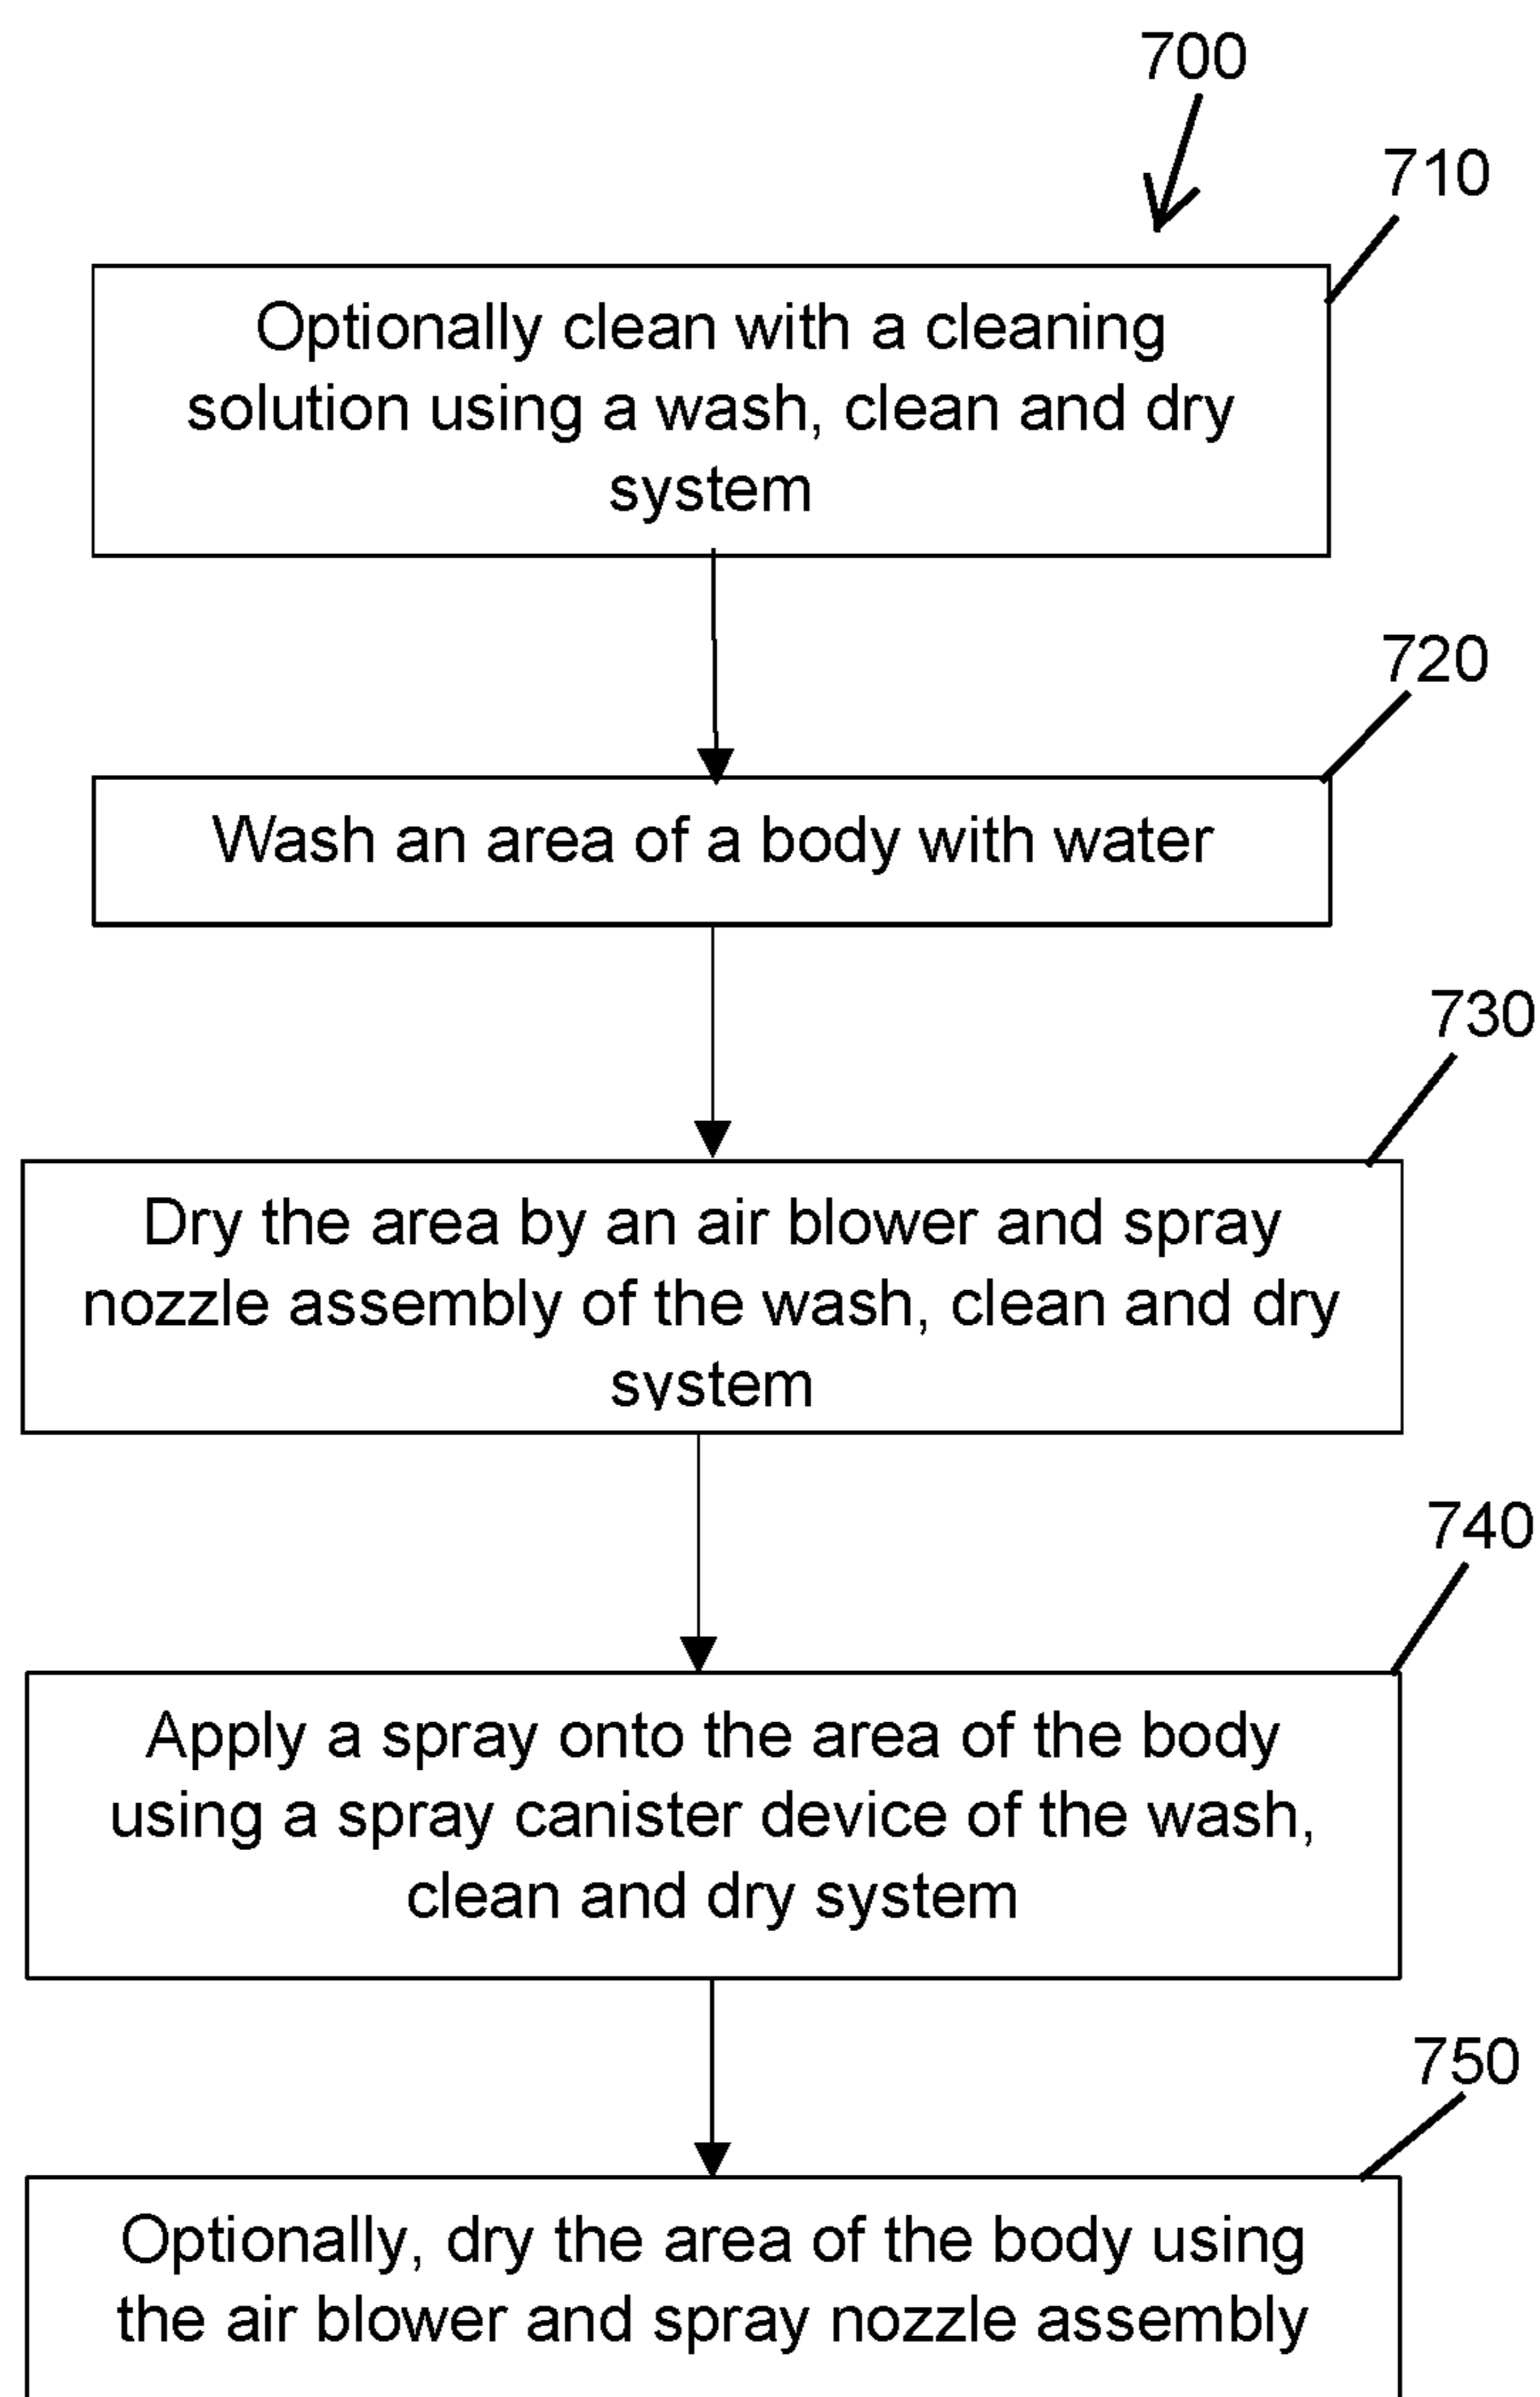 700
710
Optionally clean with a cleaning
solution using a wash, clean and dry
system
720
Wash an area of a body with water
730
Dry the area by an air blower and spray
nozzle assembly of the wash, clean and dry
system
740
Apply a spray onto the area of the body
using a spray canister device of the wash,
clean and dry system
750
Optionally, dry the area of the body using
the air blower and spray nozzle assembly